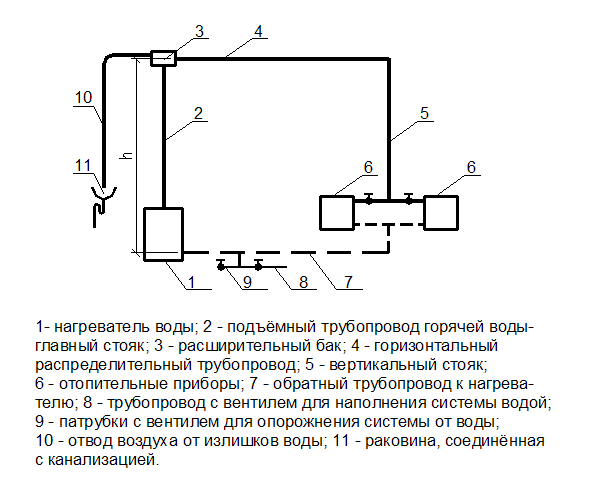 3
4
10
2
5
11
h
6
6
1
9
8
7
1- нагреватель воды; 2 - подъёмный трубопровод горячей воды-
главный стояк; 3 - расширительный бак; 4 - горизонтальный
распределительный трубопровод; 5 - вертикальный стояк;
6 - отопительные приборы; 7 - обратный трубопровод к нагрева-
телю; 8 - трубопровод с вентилем для наполнения системы водой;
9 - патрубки с вентилем для опорожнения системы от воды;
10 - отвод воздуха от излишков воды; 11 - раковина, соединённая
с канализацией.